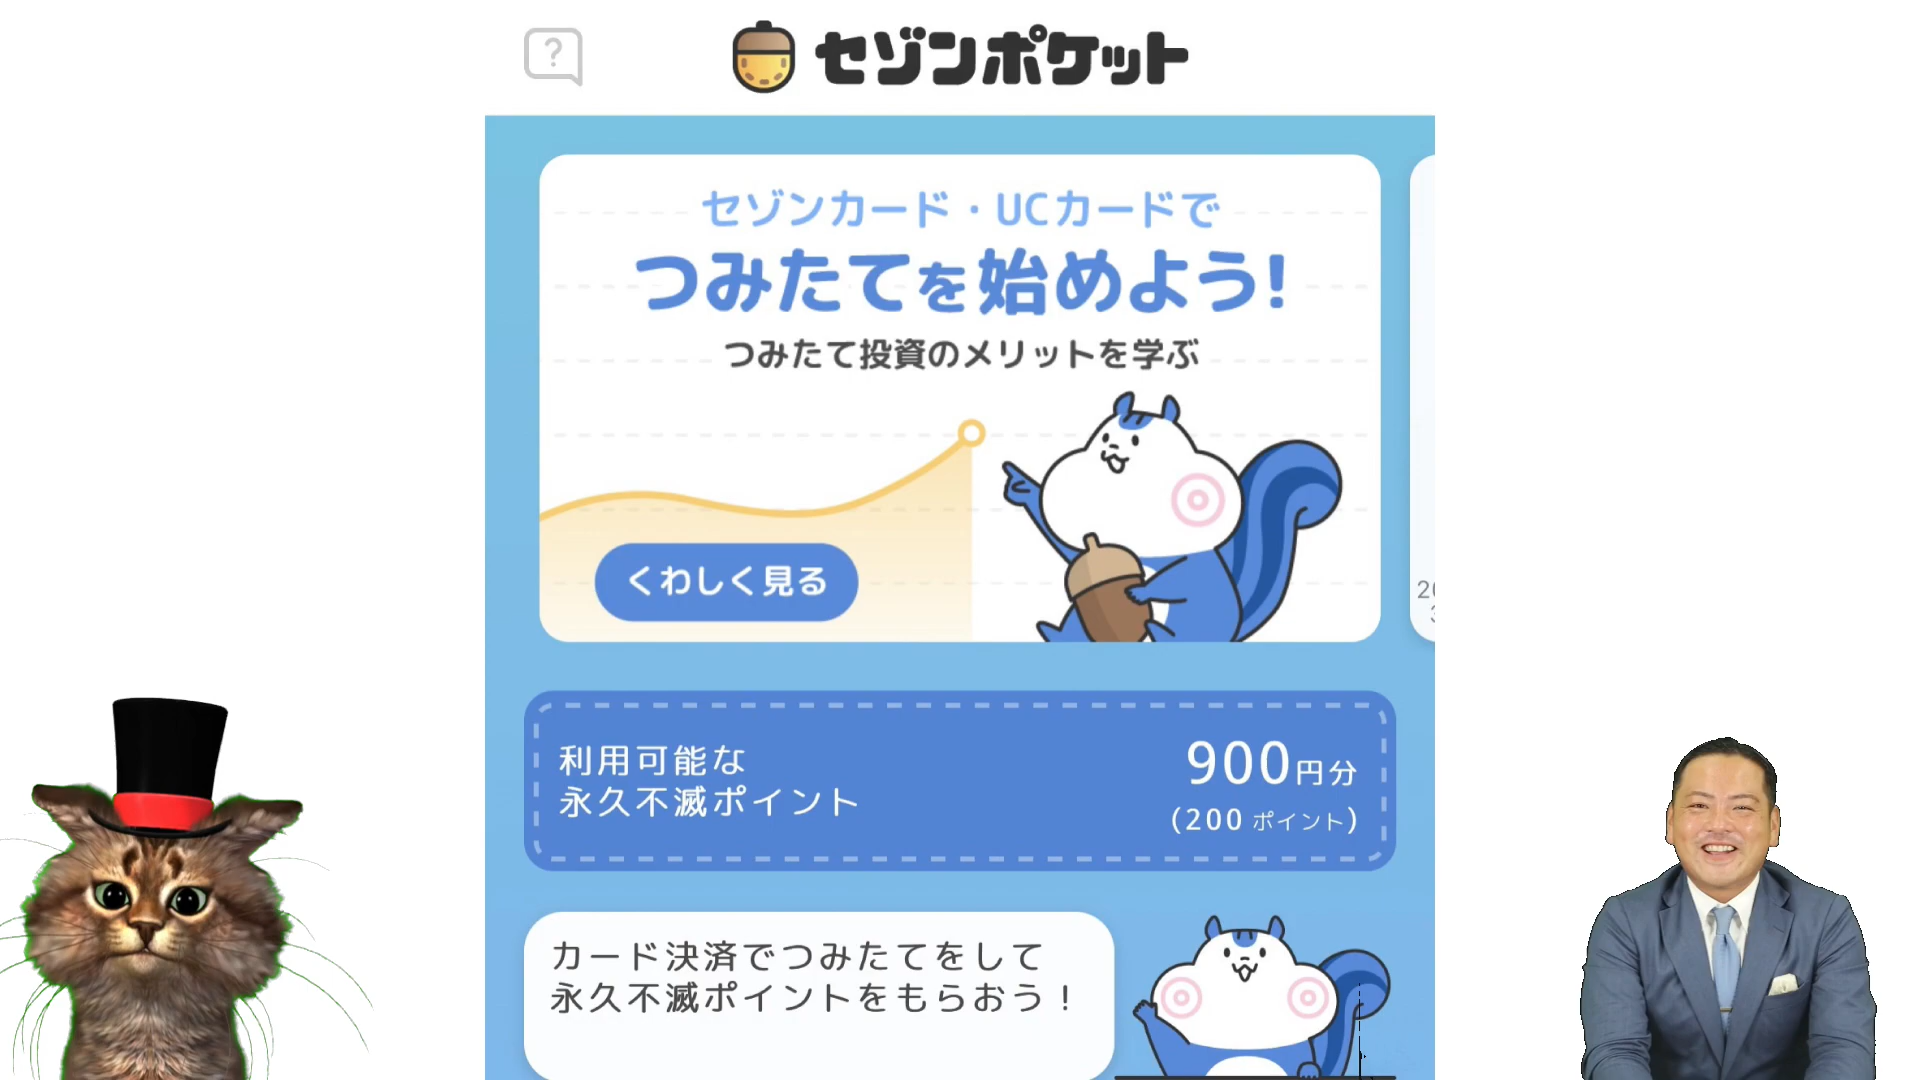 ?
セゾンポケット
セゾンカード・UCカードで
つみたてを始めよう!
つみたて投資のメリットを学ぶ
くわしく見る
利用可能な
永久不滅ポイント
900円分
(200 ポイント)
カード決済でつみたてをして
永久不滅ポイントをもらおう！